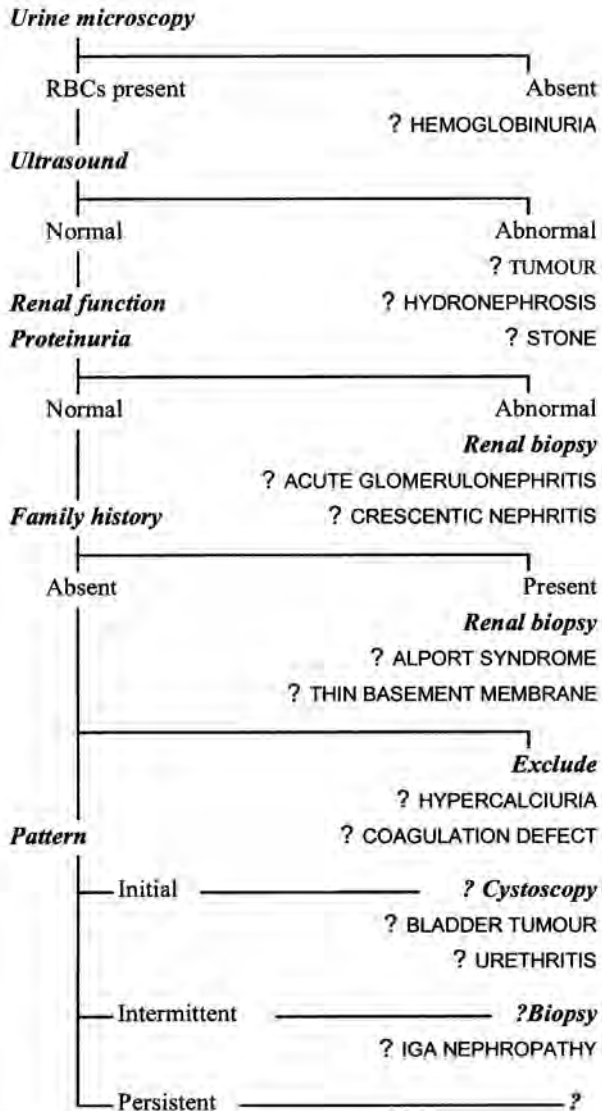 Urine microscopy
RBCs present Absent
? HEMOGLOBINURIA
Ultrasound
Normal Abnormal
? TUMOUR
Renal function ? HYDRONEPHROSIS
Proteinuria ? STONE
Normal Abnormal
Renal biopsy
? ACUTE GLOMERULONEPHRITIS
Family history ? CRESCENTIC NEPHRITIS
Absent Present
Renal biopsy
? ALPORT SYNDROME
? THIN BASEMENT MEMBRANE
Exclude
? HYPERCALCIURIA
Pattern ? COAGULATION DEFECT
Initial ? Cystoscopy
? BLADDER TUMOUR
? URETHRITIS
Intermittent ?Biopsy
? IGA NEPHROPATHY
Persistent ?